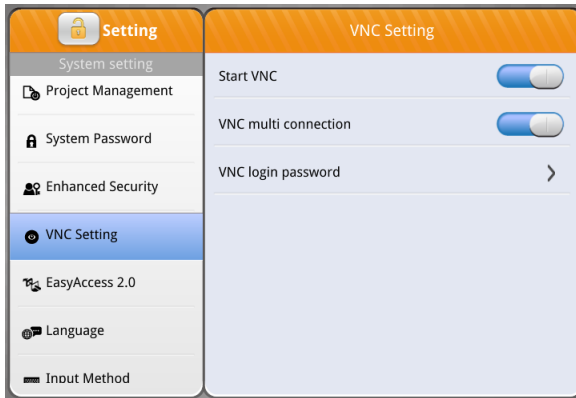 Setting
System setting
Project Management
System Password
Enhanced Security
VNC Setting
EasyAccess 2.0
Language
Input Method
VNC Setting
Start VNC
VNC multi connection
VNC login password